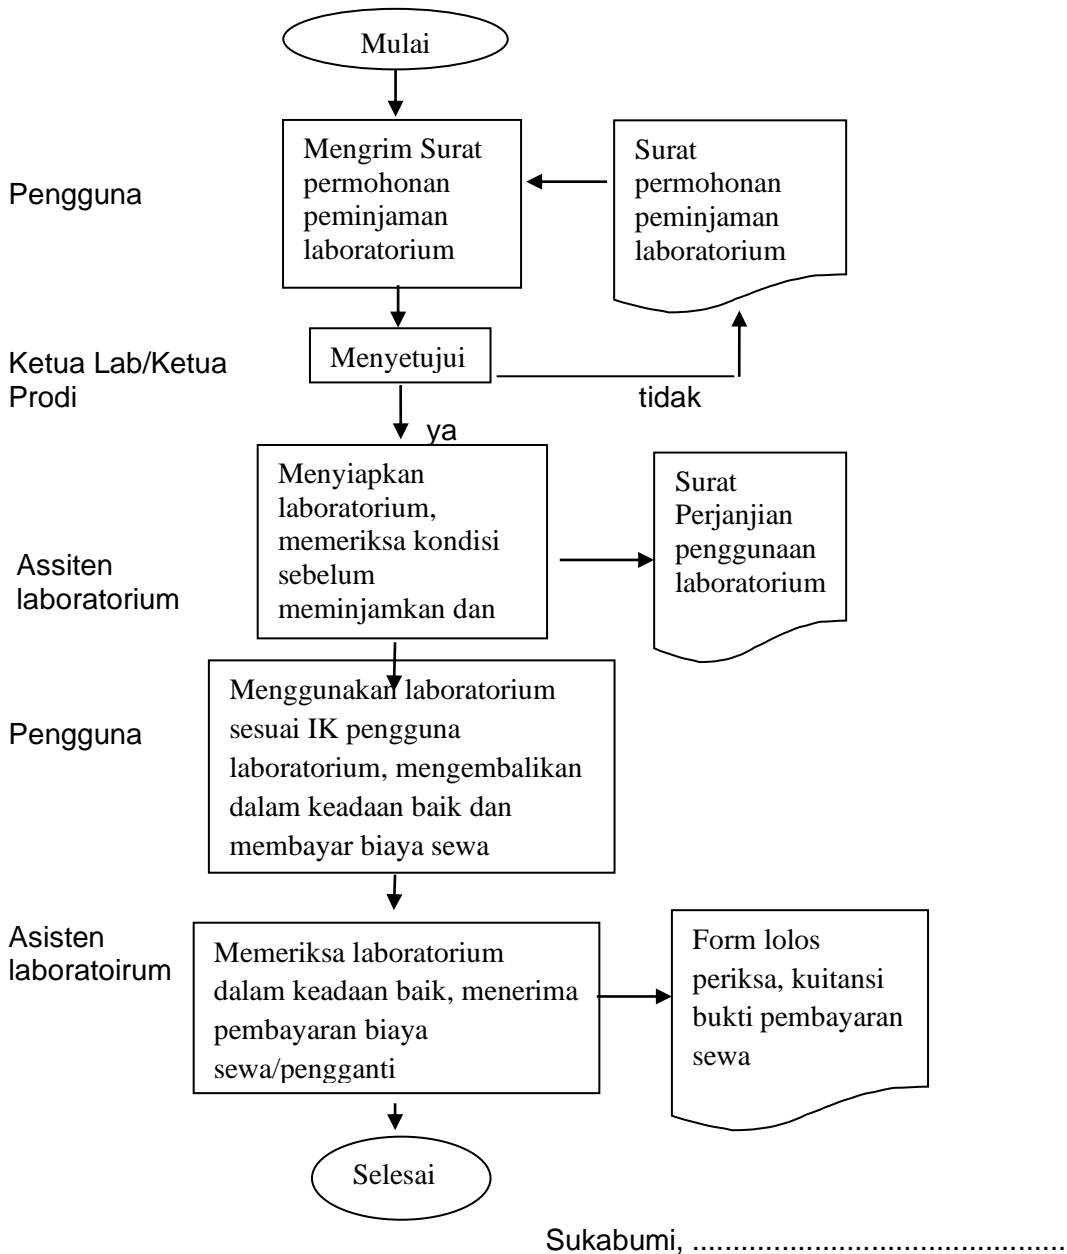 Mulai
Pengguna
Mengrim Surat
permohonan
peminjaman
laboratorium
Surat
permohonan
peminjaman
laboratorium
Ketua Lab/Ketua
Prodi
Menyetujui
tidak
ya
Assiten
laboratorium
Menyiapkan
laboratorium,
memeriksa kondisi
sebelum
meminjamkan dan
Surat
Perjanjian
penggunaan
laboratorium
Pengguna
Menggunakan laboratorium
sesuai IK pengguna
laboratorium, mengembalikan
dalam keadaan baik dan
membayar biaya sewa
Asisten
laboratoirum
Memeriksa laboratorium
dalam keadaan baik, menerima
pembayaran biaya
sewa/pengganti
Form lolos
periksa, kuitansi
bukti pembayaran
sewa
Selesai
Sukabumi, ...............................................